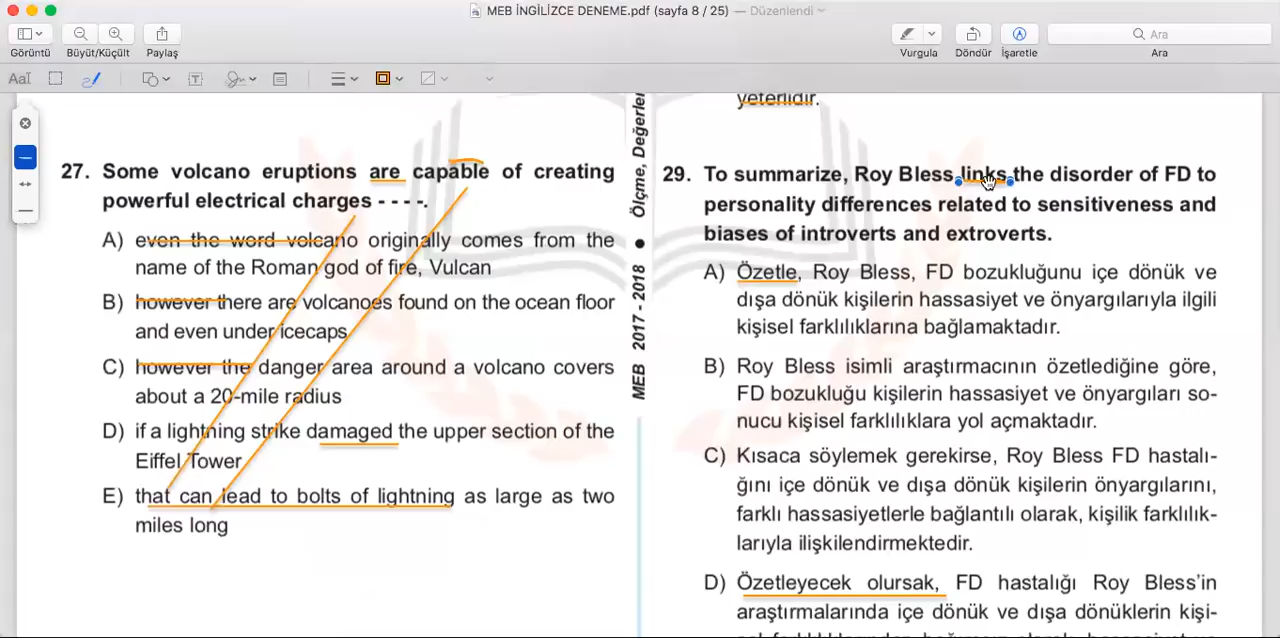 MEB İNGİLİZCE DENEME.pdf (sayfa 8 / 25) — Düzenlendi
Görüntü
Büyüt/Küçült
Paylaş
Vurgula
Döndür
İşaretle
Ara
Ara
27. Some volcano eruptions are capable of creating
powerful electrical charges - - - -.
A) even the word volcano originally comes from the
name of the Roman god of fire, Vulcan
B) however there are volcanoes found on the ocean floor
and even under icecaps
C) however the danger area around a volcano covers
about a 20-mile radius
D) if a lightning strike damaged the upper section of the
Eiffel Tower
E) that can lead to bolts of lightning as large as two
miles long
MEB 2017 - 2018 ● Ölçme, Değerle
yeterlidir.
29. To summarize, Roy Bless links the disorder of FD to
personality differences related to sensitiveness and
biases of introverts and extroverts.
A) Özetle, Roy Bless, FD bozukluğunu içe dönük ve
dışa dönük kişilerin hassasiyet ve önyargılarıyla ilgili
kişisel farklılıklarına bağlamaktadır.
B) Roy Bless isimli araştırmacının özetlediğine göre,
FD bozukluğu kişilerin hassasiyet ve önyargıları so-
nucu kişisel farklılıklara yol açmaktadır.
C) Kısaca söylemek gerekirse, Roy Bless FD hastalı-
ğını içe dönük ve dışa dönük kişilerin önyargılarını,
farklı hassasiyetlerle bağlantılı olarak, kişilik farklılık-
larıyla ilişkilendirmektedir.
D) Özetleyecek olursak, FD hastalığı Roy Bless'in
araştırmalarında içe dönük ve dışa dönüklerin kişi-